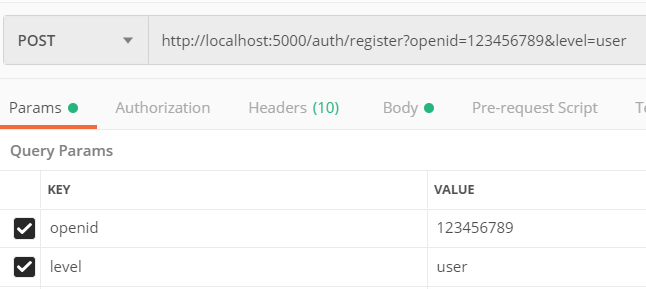 POST http://localhost:5000/auth/register?openid=123456789&level=user
Params Authorization Headers (10) Body Pre-request Script
Query Params
KEY VALUE
openid 123456789
level user